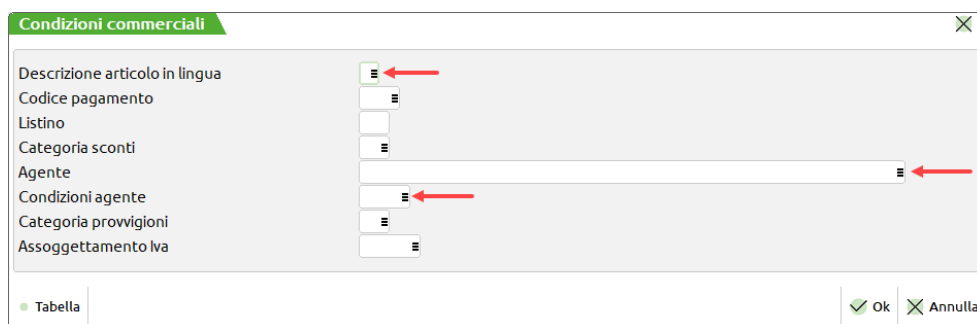 Condizioni commerciali
Descrizione articolo in lingua
Codice pagamento
Listino
Categoria sconti
Agente
Condizioni agente
Categoria provvigioni
Assoggettamento Iva
Tabella
Ok
Annulla